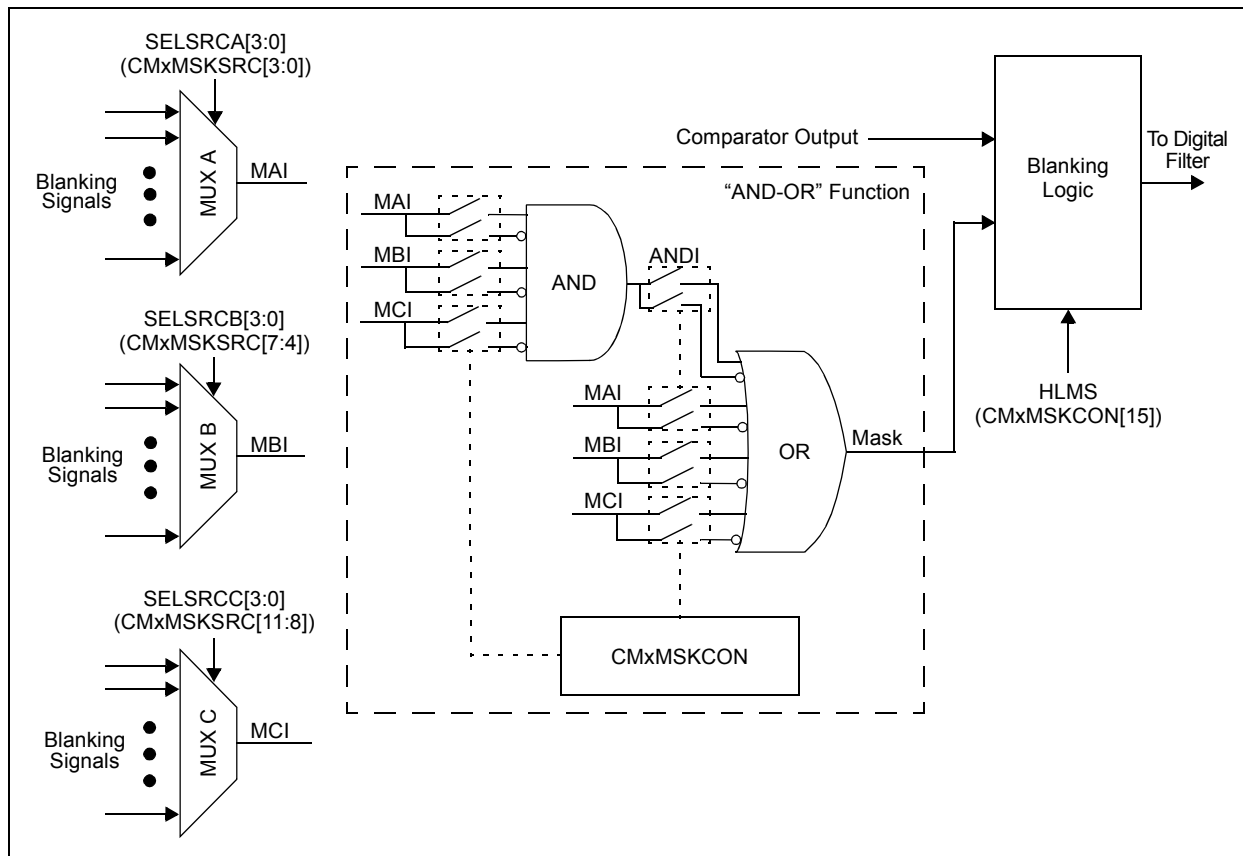 SELSRCA[3:0]
(CMxMSKSRC[3:0])
Blanking
Signals
MUX A
MAI
SELSRCB[3:0]
(CMxMSKSRC[7:4])
Blanking
Signals
MUX B
MBI
SELSRCC[3:0]
(CMxMSKSRC[11:8])
Blanking
Signals
MUX C
MCI
“AND-OR” Function
MAI
MBI
MCI
AND
ANDI
MAI
MBI
MCI
OR
Mask
CMxMSKCON
Comparator Output
Blanking
Logic
To Digital
Filter
HLMS
(CMxMSKCON[15])